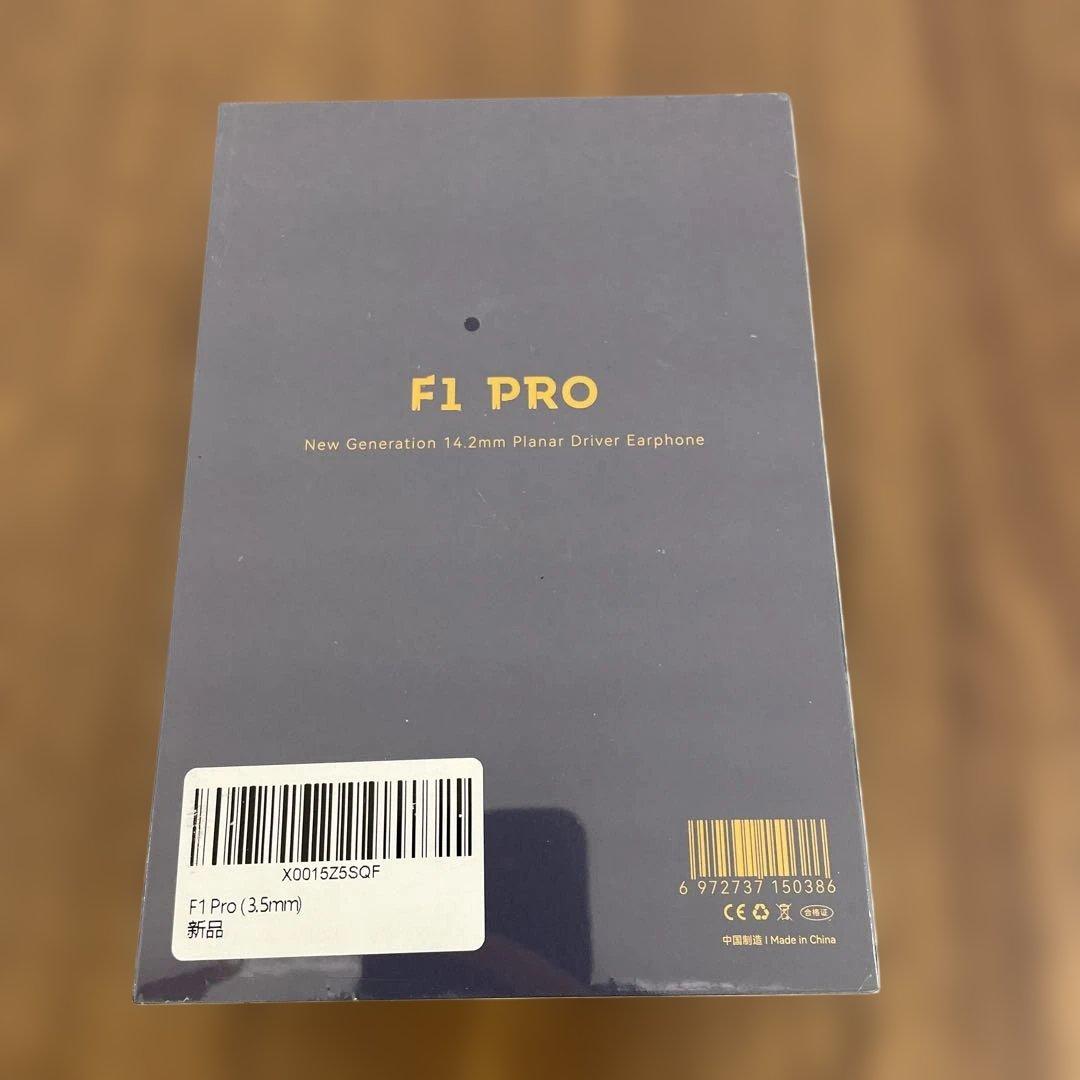 F1 PRO
New Generation 14.2mm Planar Driver Earphone
X0015Z5SQF
F1 Pro (3.5mm)
新品
6 972737 150386
CE 合格证
中国制造 | Made in China